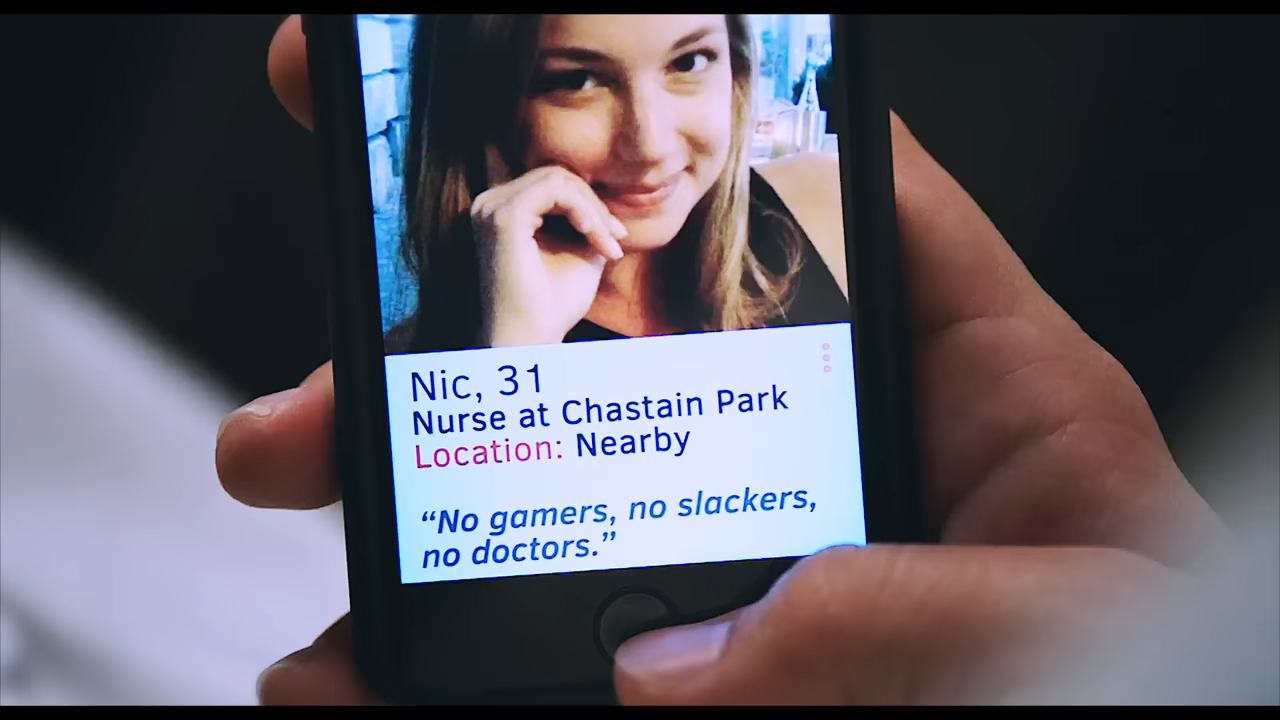 Nic, 31
Nurse at Chastain Park
Location: Nearby
“No gamers, no slackers,
no doctors.”